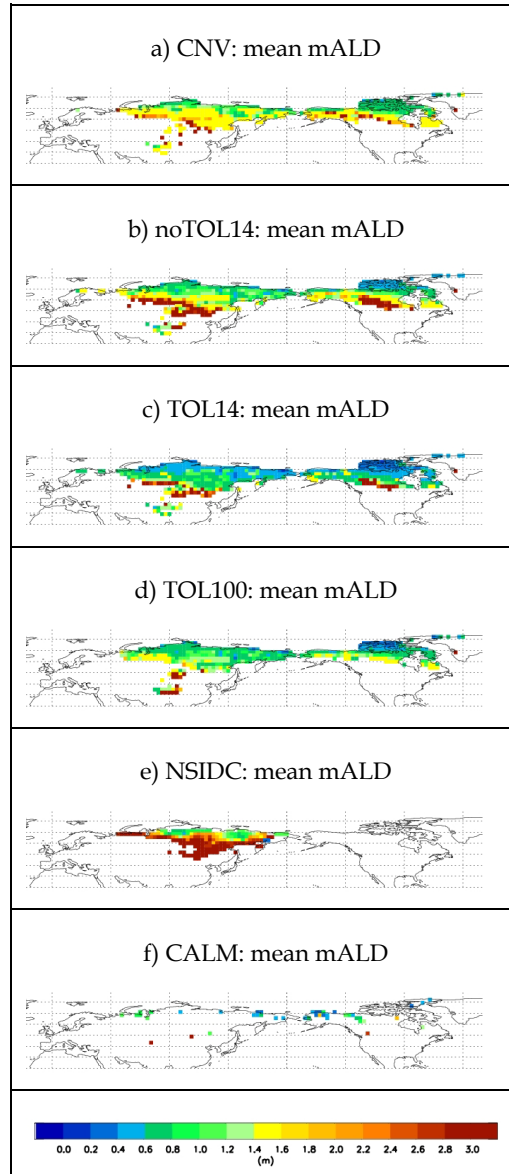 a) CNV: mean mALD
b) noTOL14: mean mALD
c) TOL14: mean mALD
d) TOL100: mean mALD
e) NSIDC: mean mALD
f) CALM: mean mALD
0.0 0.2 0.4 0.6 0.8 1.0 1.2 1.4 1.6 1.8 2.0 2.2 2.4 2.6 2.8 3.0
(m)